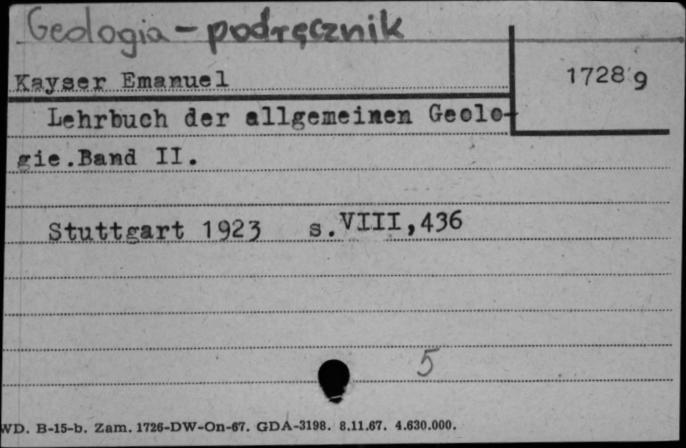 Geologia - podręcznik
Kayser Emanuel
1728 g
Lehrbuch der allgemeinen Geolo-
gie.Band II.
Stuttgart 1923 s.VIII,436
5
WD. B-15-b. Zam. 1726-DW-On-67. GDA-3198. 8.11.67. 4.630.000.